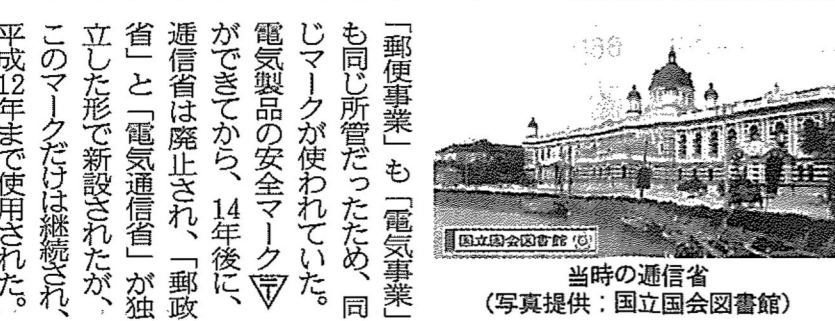 「郵便事業」も「電気事業」
も同じ所管だったため、同
じマークが使われていた。
電気製品の安全マーク
ができてから、14年後に、
逓信省は廃止され、「郵政
省」と「電気通信省」が独
立した形で新設されたが、
このマークだけは継続され、
平成12年まで使用された。
国立国会図書館
当時の逓信省
（写真提供：国立国会図書館）